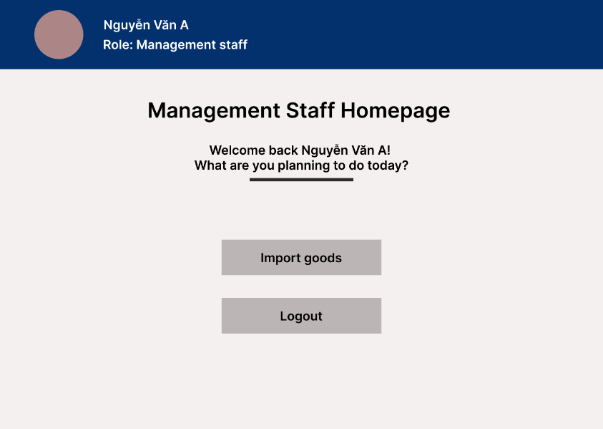 Nguyễn Văn A
Role: Management staff
Management Staff Homepage
Welcome back Nguyễn Văn A!
What are you planning to do today?
Import goods
Logout